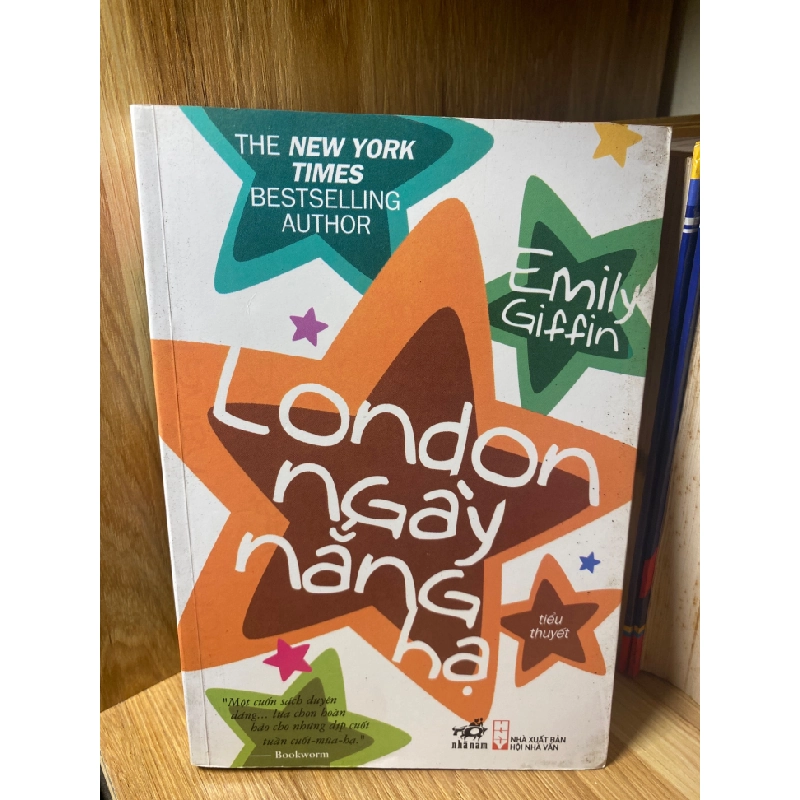 THE NEW YORK
TIMES
BESTSELLING
AUTHOR
Emily
Giffin
London
ngày
nắng
hạ
tiểu
thuyết
"Một cuốn sách duyên
dáng... lựa chọn hoàn
hảo cho những dịp cuối
tuần cuối-mùa-hạ."
— Bookworm
nhã nam
NHÀ XUẤT BẢN
HỘI NHÀ VĂN